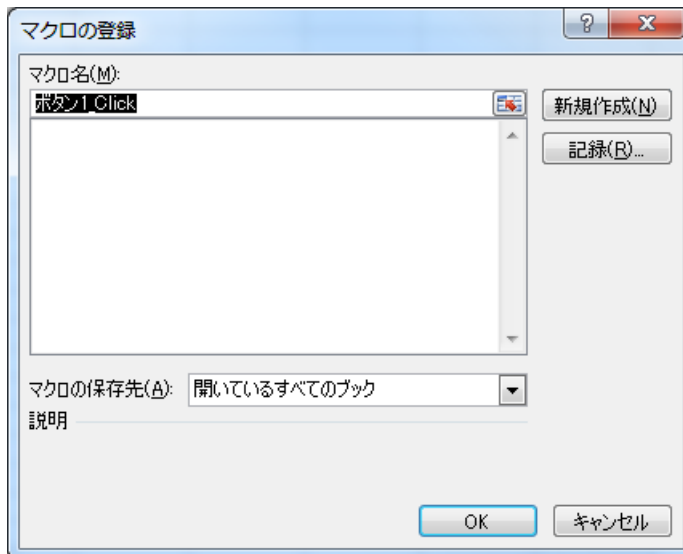 マクロの登録
?
X
マクロ名(M):
ボタン1_Click
新規作成(N)
記録(R)...
マクロの保存先(A):
開いているすべてのブック
説明
OK
キャンセル